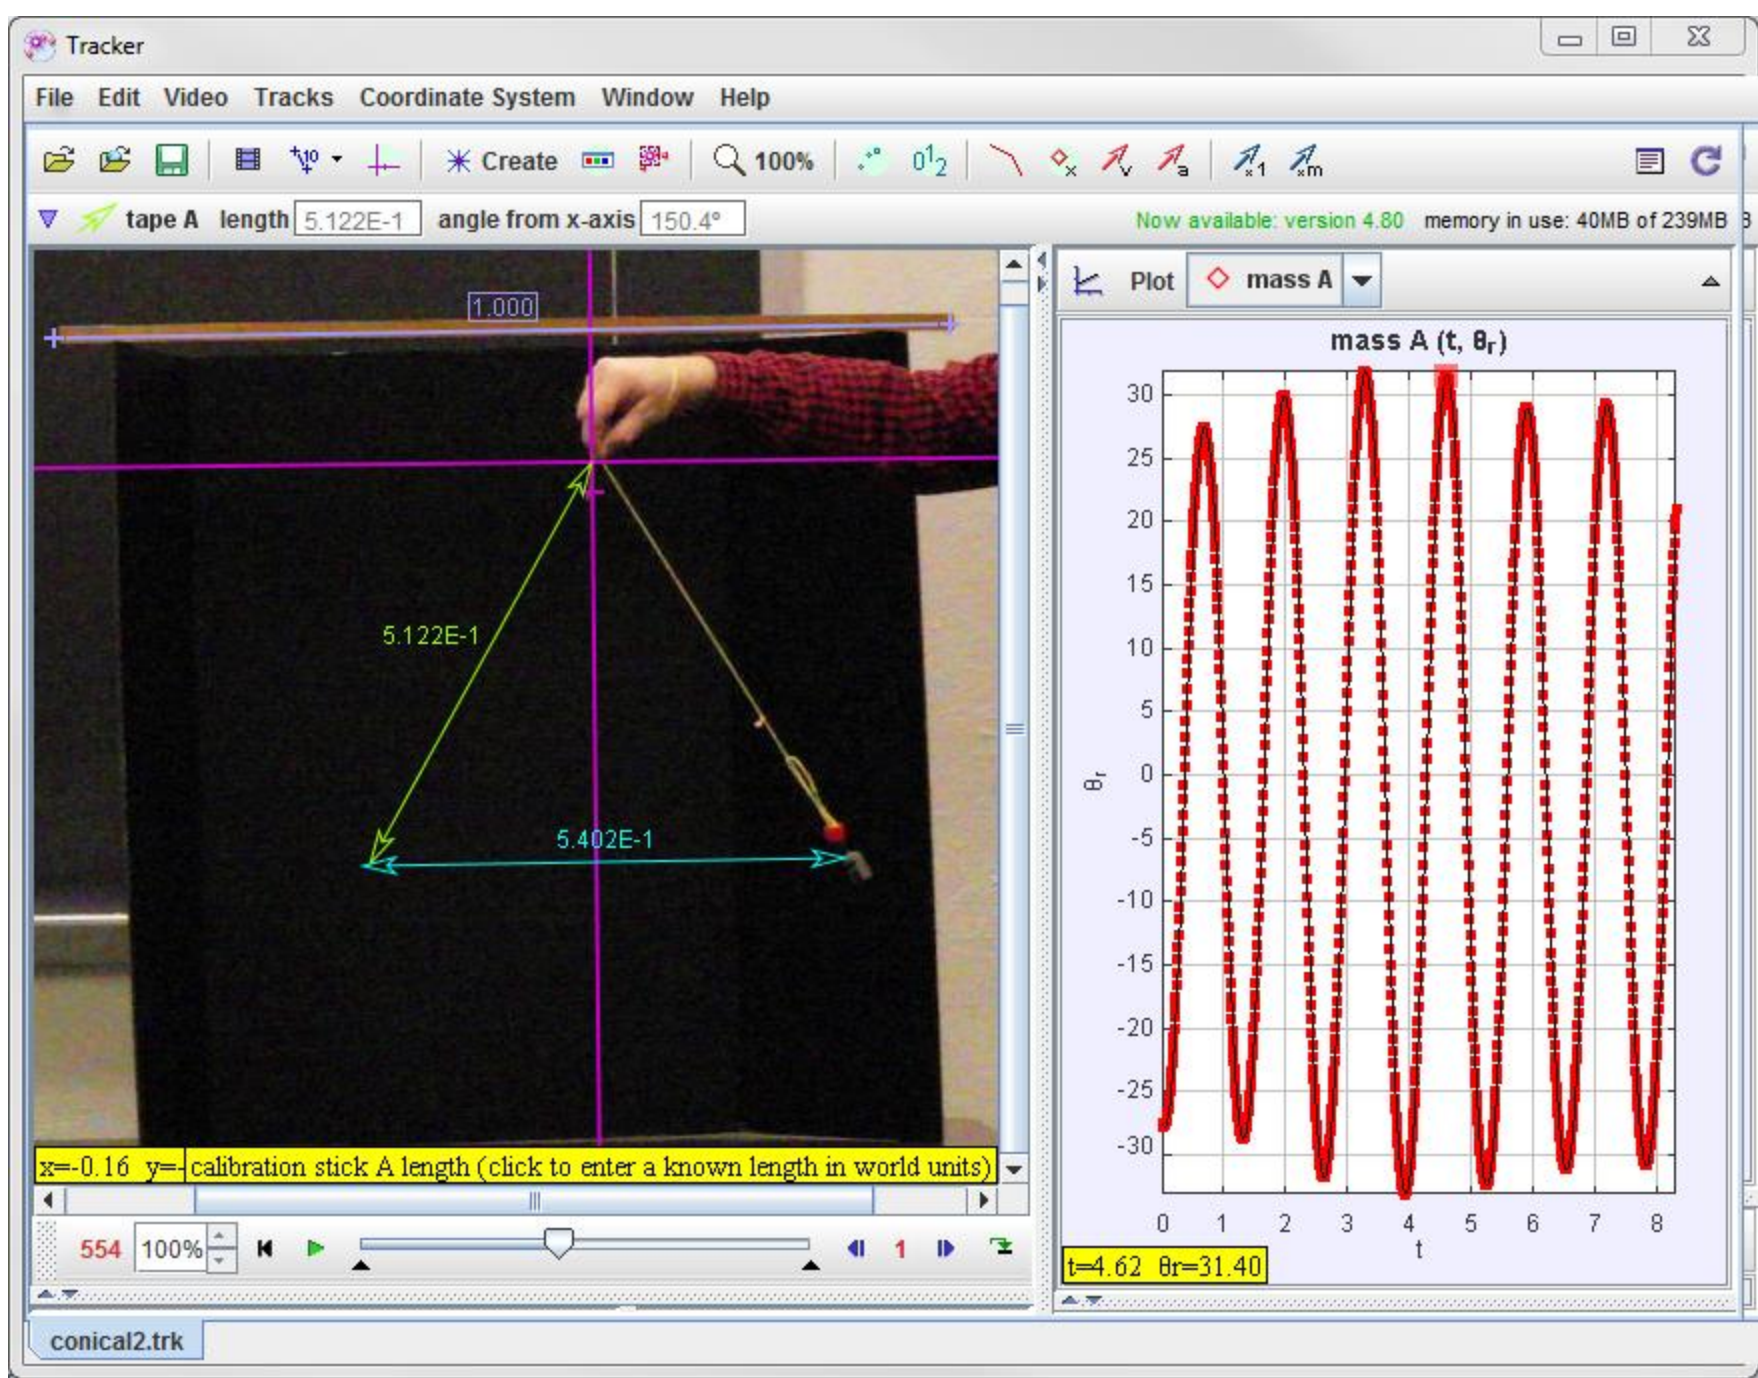 Tracker
File Edit Video Tracks Coordinate System Window Help
Create 100%
tape A length 5.122E-1 angle from x-axis 150.4° Now available: version 4.80 memory in use: 40MB of 239MB
1.000
5.122E-1
5.402E-1
x=-0.16 y=- calibration stick A length (click to enter a known length in world units)
554 100% 1
Plot mass A
mass A (t, θr)
30
25
20
15
10
5
0
-5
-10
-15
-20
-25
-30
θr
0 1 2 3 4 5 6 7 8
t
t=4.62 θr=31.40
conical2.trk